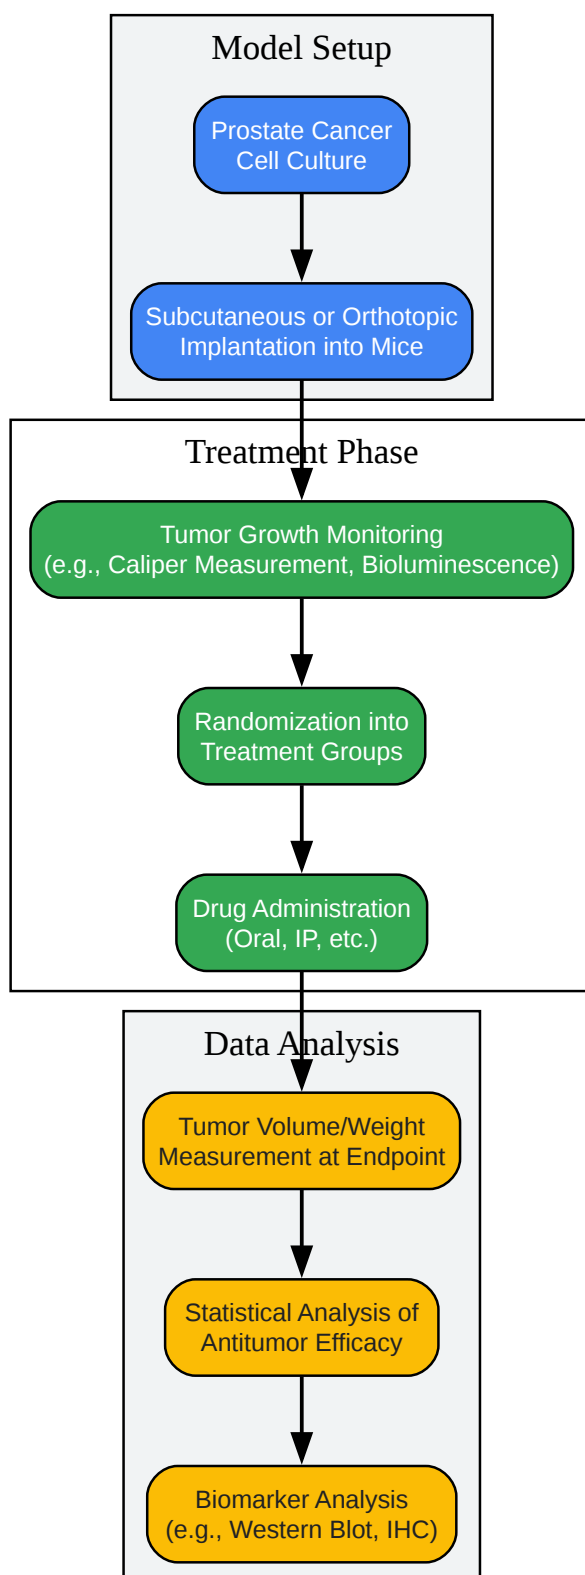 Model Setup
Prostate Cancer
Cell Culture
Subcutaneous or Orthotopic
Implantation into Mice
Treatment Phase
Tumor Growth Monitoring
(e.g., Caliper Measurement, Bioluminescence)
Randomization into
Treatment Groups
Drug Administration
(Oral, IP, etc.)
Data Analysis
Tumor Volume/Weight
Measurement at Endpoint
Statistical Analysis of
Antitumor Efficacy
Biomarker Analysis
(e.g., Western Blot, IHC)